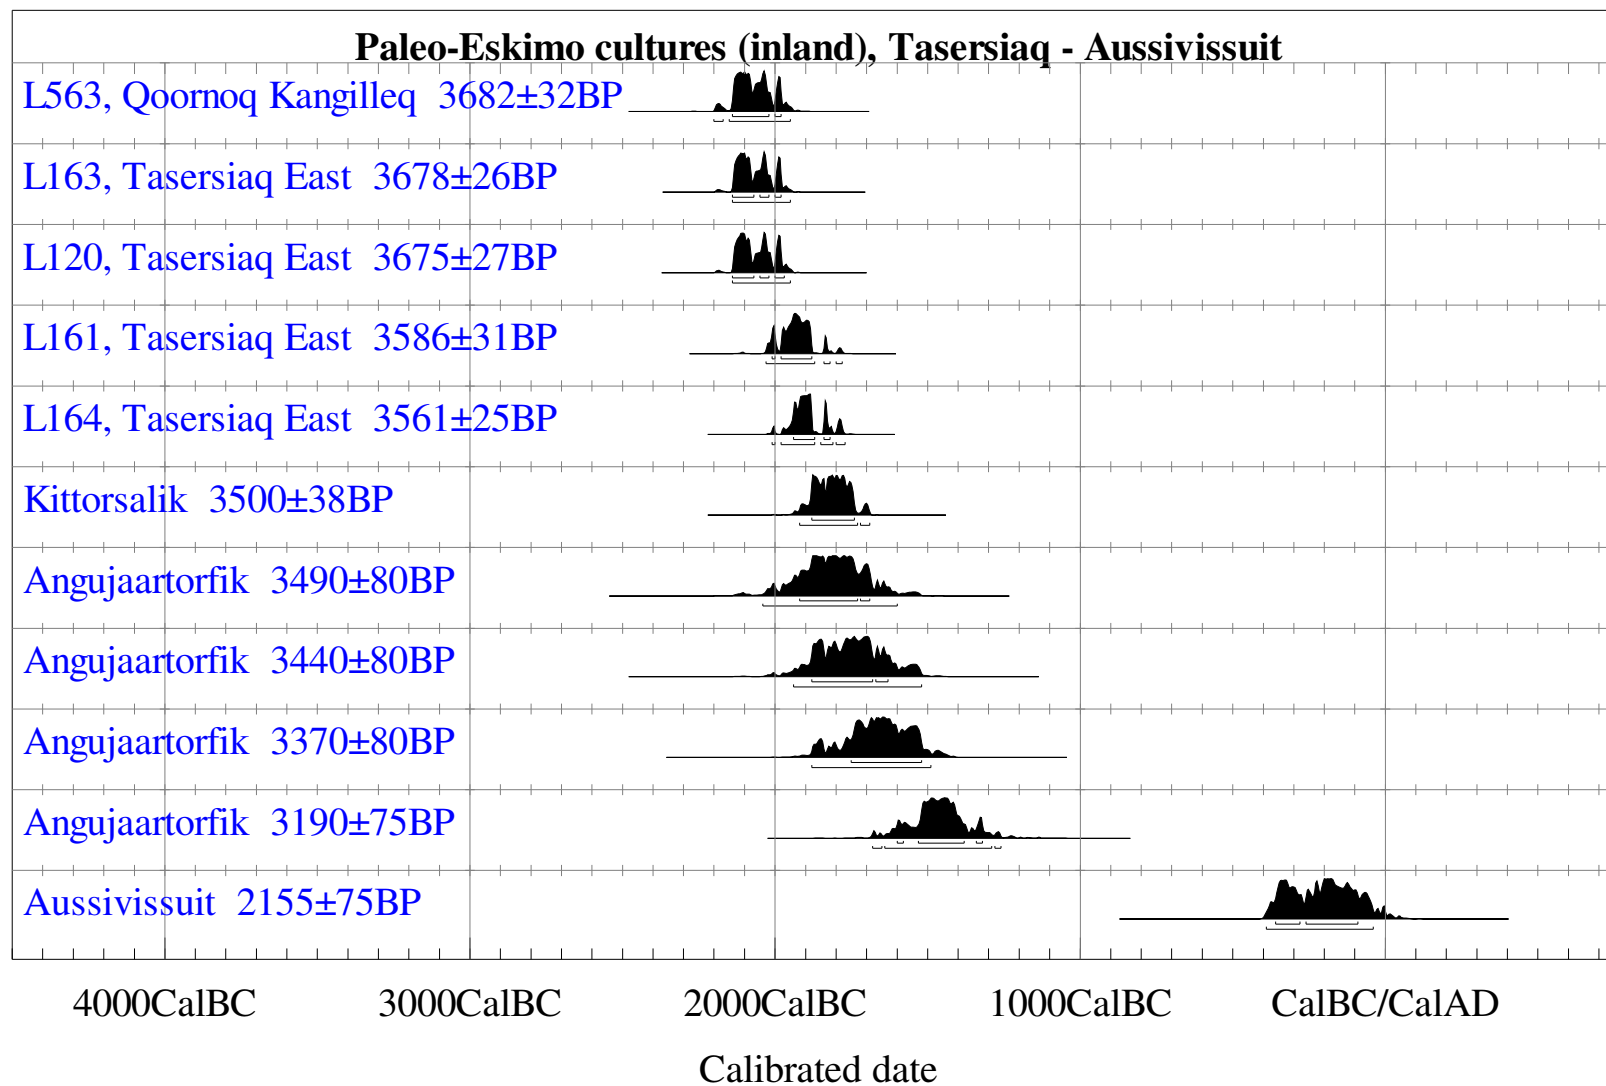 Paleo-Eskimo cultures (inland), Tasersiaq - Aussivissuit
L563, Qoornoq Kangilleq 3682±32BP
L163, Tasersiaq East 3678±26BP
L120, Tasersiaq East 3675±27BP
L161, Tasersiaq East 3586±31BP
L164, Tasersiaq East 3561±25BP
Kittorsalik 3500±38BP
Angujaartorfik 3490±80BP
Angujaartorfik 3440±80BP
Angujaartorfik 3370±80BP
Angujaartorfik 3190±75BP
Aussivissuit 2155±75BP
4000CalBC 3000CalBC 2000CalBC 1000CalBC CalBC/CalAD
Calibrated date